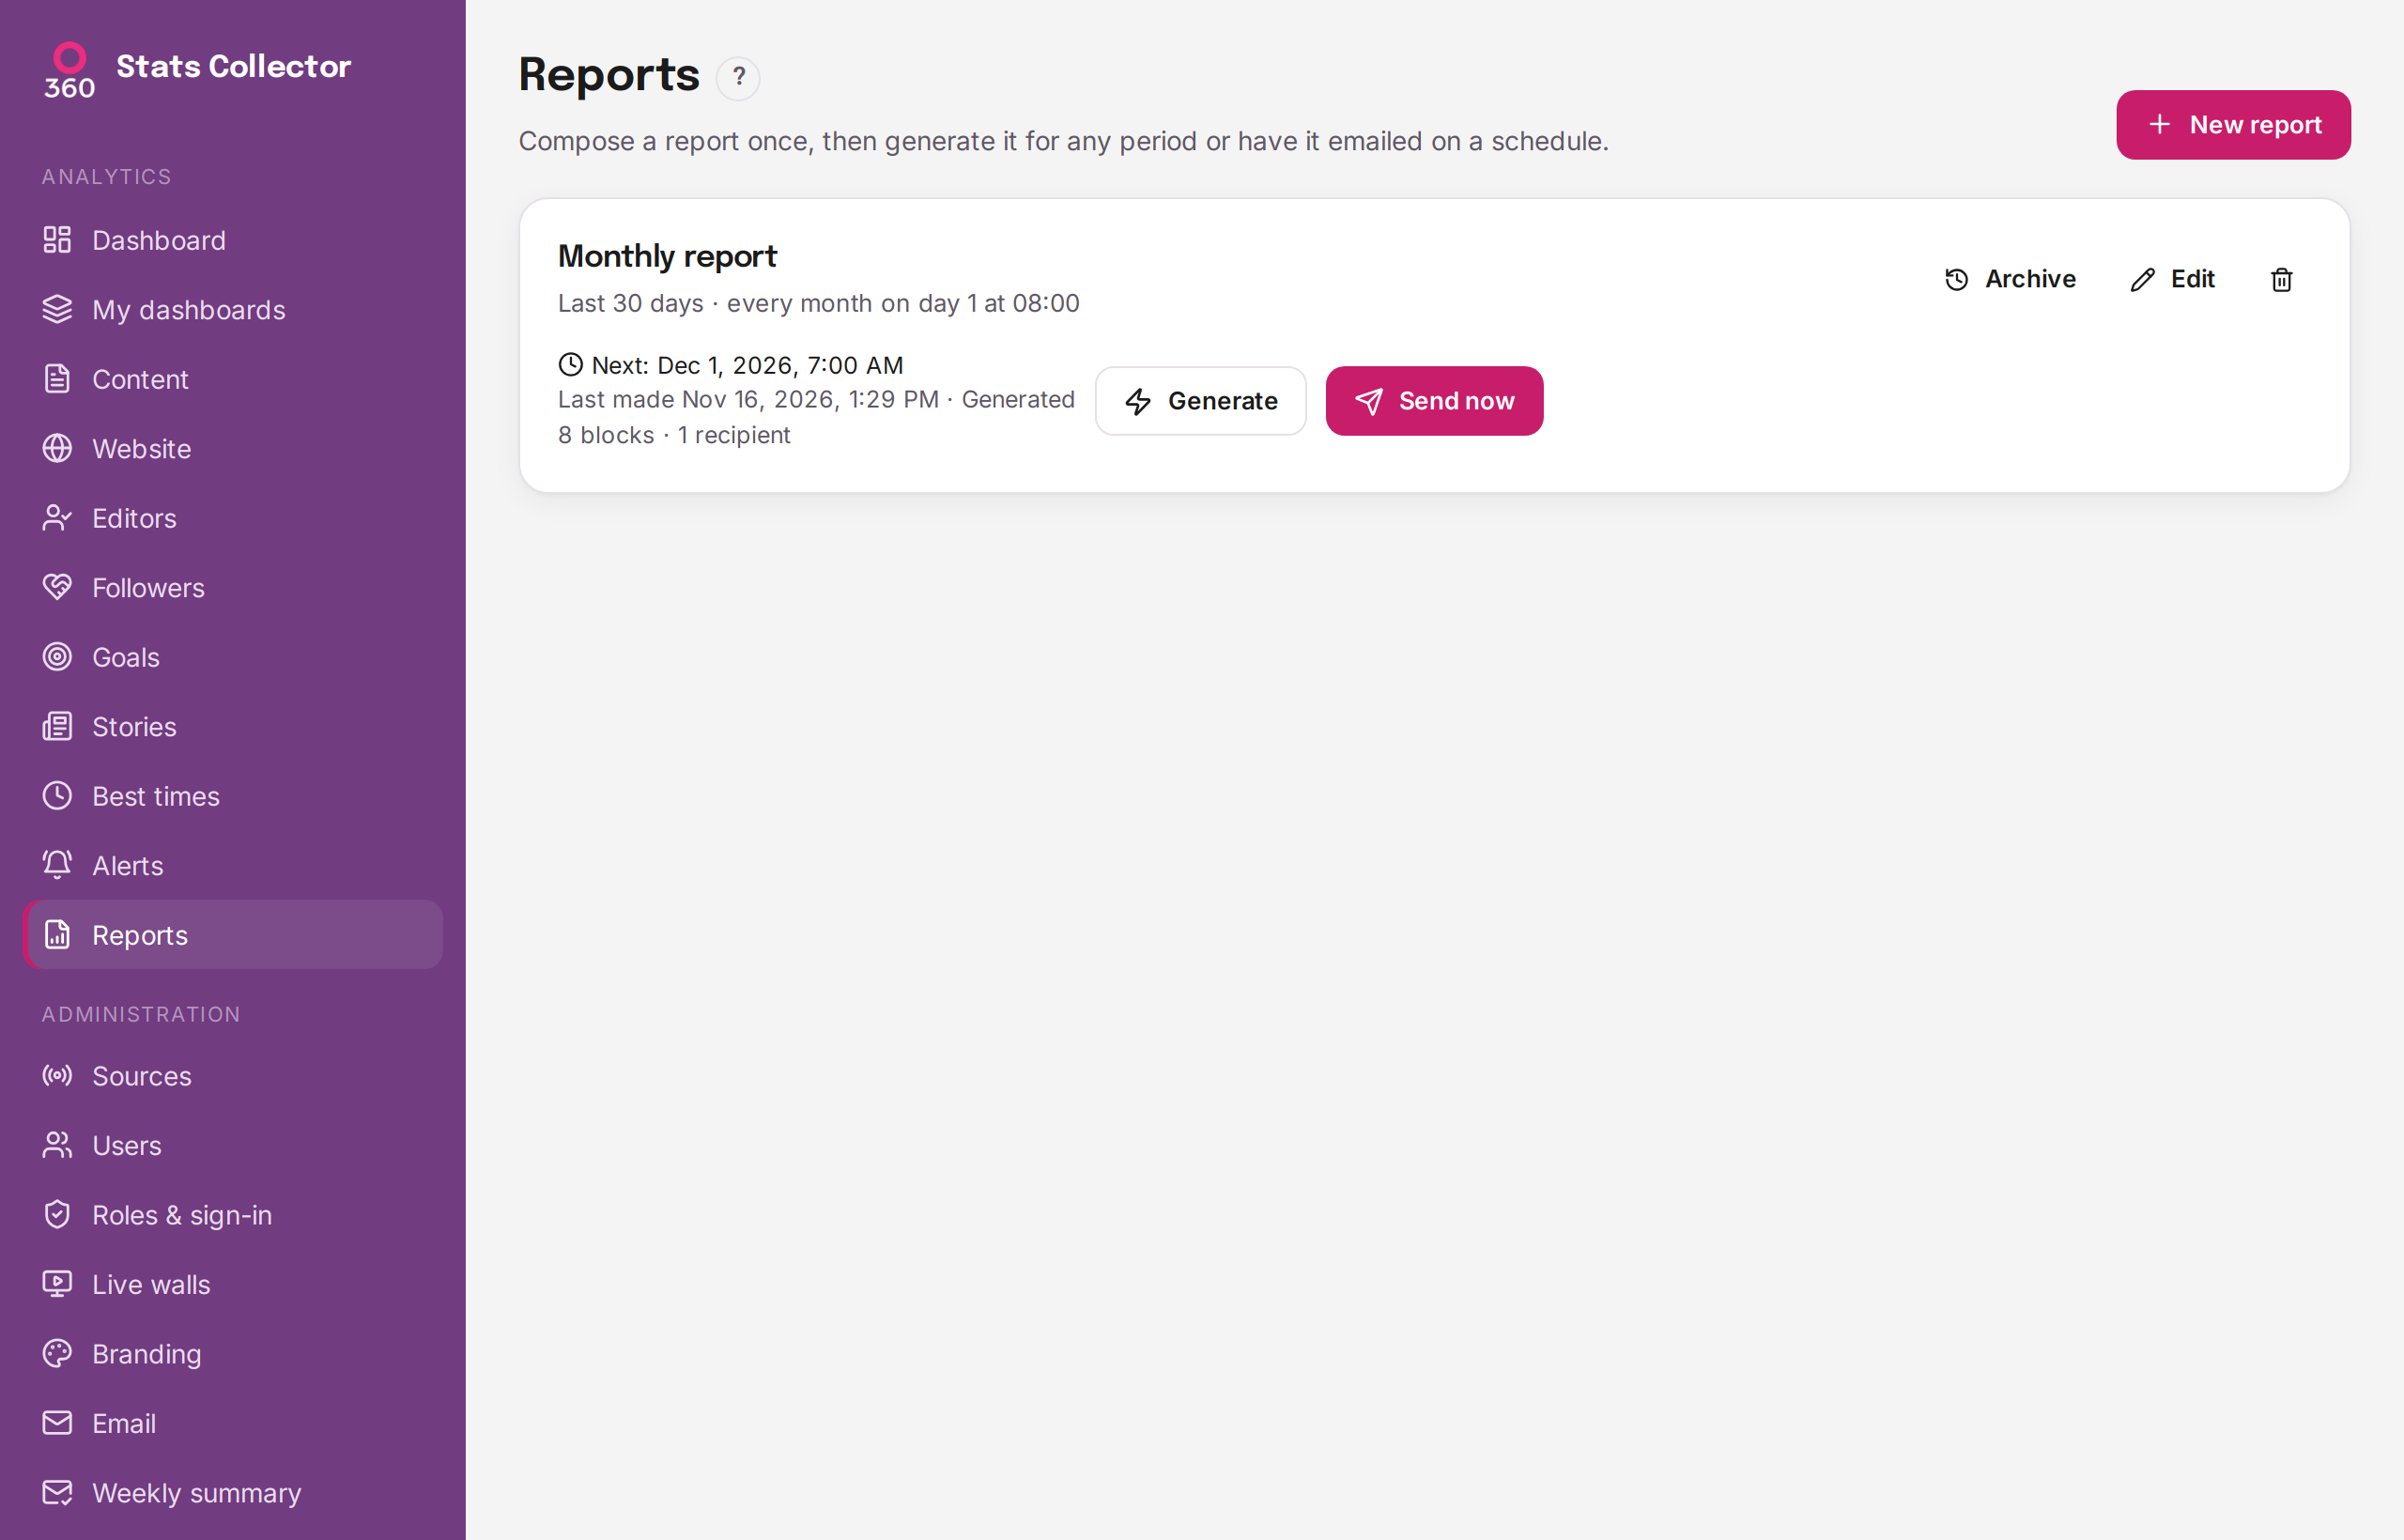 360
Stats Collector
ANALYTICS
Dashboard
My dashboards
Content
Website
Editors
Followers
Goals
Stories
Best times
Alerts
Reports
ADMINISTRATION
Sources
Users
Roles & sign-in
Live walls
Branding
Email
Weekly summary
Reports ?
Compose a report once, then generate it for any period or have it emailed on a schedule.
New report
Monthly report
Last 30 days · every month on day 1 at 08:00
Archive
Edit
Next: Dec 1, 2026, 7:00 AM
Last made Nov 16, 2026, 1:29 PM · Generated
8 blocks · 1 recipient
Generate
Send now